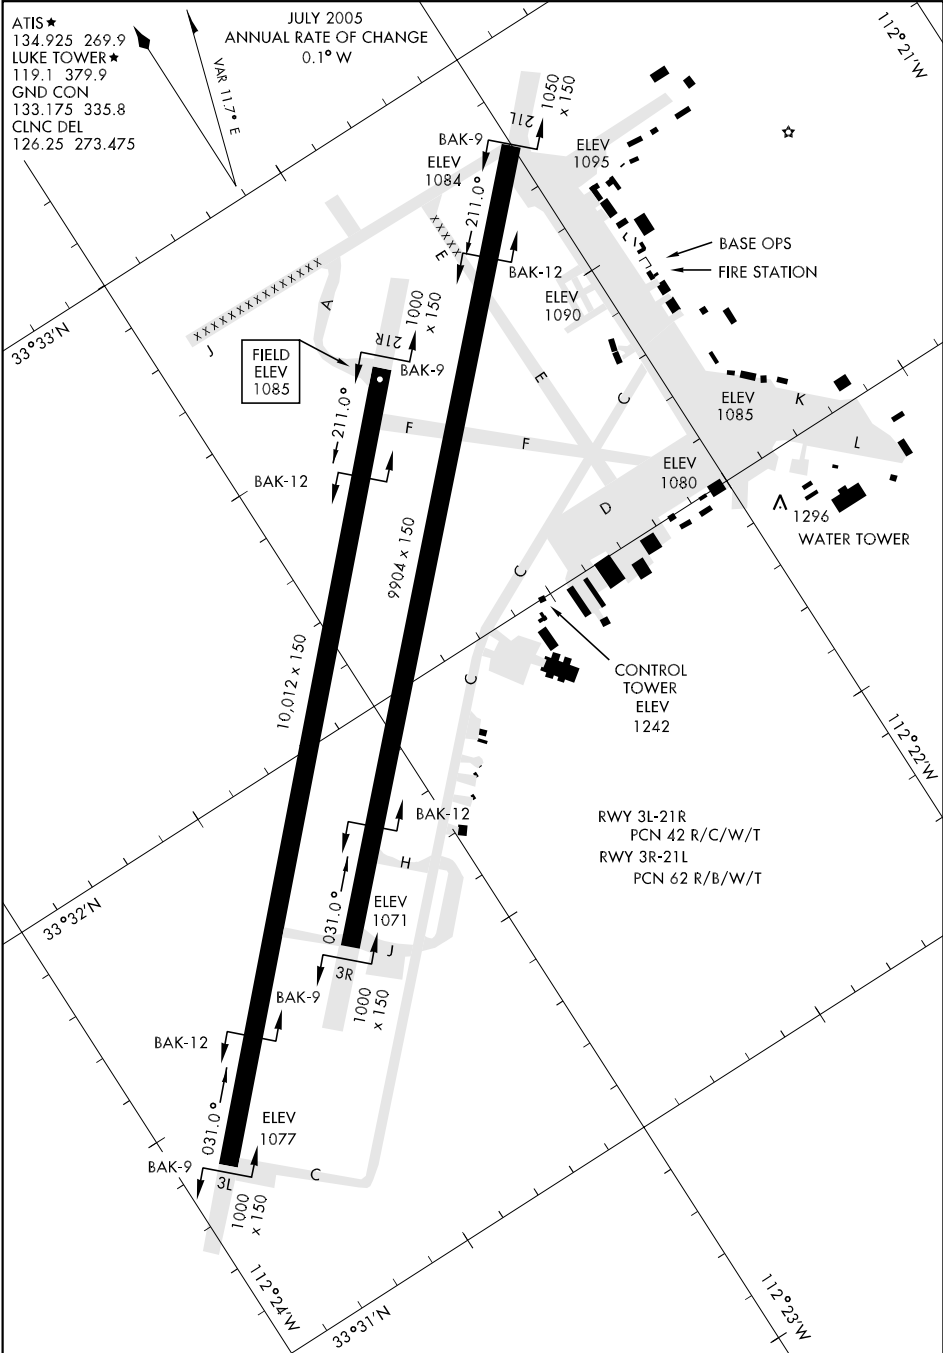 ATIS ★
134.925 269.9
LUKE TOWER ★
119.1 379.9
GND CON
133.175 335.8
CLNC DEL
126.25 273.475
VAR 11.7° E
JULY 2005
ANNUAL RATE OF CHANGE
0.1° W
112°21'W
21L
1050
x 150
BAK-9
ELEV
1084
211.0°
ELEV
1095
BASE OPS
FIRE STATION
E
BAK-12
ELEV
1090
XXXXX
XXXXXXXXXXXXXX
J
A
33°33'N
21R
1000
x 150
FIELD
ELEV
1085
BAK-9
211.0°
E
C
ELEV
1085
K
L
F
F
ELEV
1080
BAK-12
D
1296
WATER TOWER
9904 x 150
C
10,012 x 150
CONTROL
TOWER
ELEV
1242
C
112°22'W
BAK-12
RWY 3L-21R
PCN 42 R/C/W/T
RWY 3R-21L
PCN 62 R/B/W/T
H
33°32'N
031.0°
ELEV
1071
J
3R
BAK-9
1000
x 150
BAK-12
031.0°
ELEV
1077
BAK-9
3L
C
1000
x 150
112°24'W
33°31'N
112°23'W